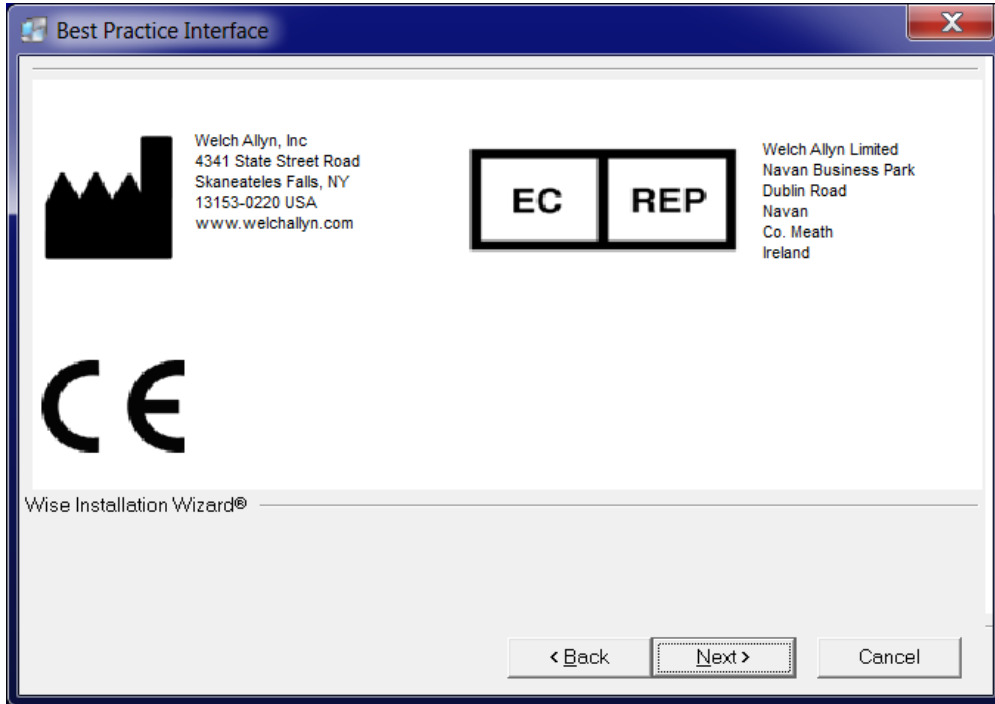 Best Practice Interface
X
Welch Allyn, Inc
4341 State Street Road
Skaneateles Falls, NY
13153-0220 USA
www.welchallyn.com
EC REP
Welch Allyn Limited
Navan Business Park
Dublin Road
Navan
Co. Meath
Ireland
CE
Wise Installation Wizard®
< Back
Next >
Cancel